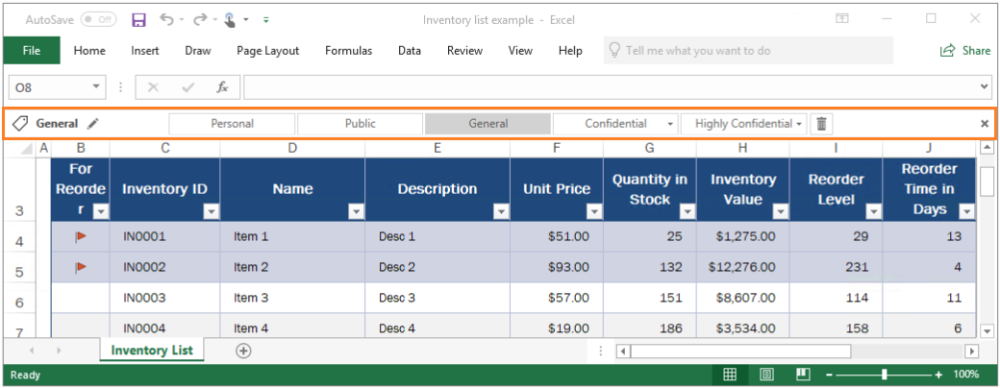 AutoSave Off Inventory list example - Excel
File Home Insert Draw Page Layout Formulas Data Review View Help Tell me what you want to do Share
O8 fx
General Personal Public General Confidential Highly Confidential
A B C D E F G H I J
3 For Reorde r Inventory ID Name Description Unit Price Quantity in Stock Inventory Value Reorder Level Reorder Time in Days
4 IN0001 Item 1 Desc 1 $51.00 25 $1,275.00 29 13
5 IN0002 Item 2 Desc 2 $93.00 132 $12,276.00 231 4
6 IN0003 Item 3 Desc 3 $57.00 151 $8,607.00 114 11
7 IN0004 Item 4 Desc 4 $19.00 186 $3,534.00 158 6
Inventory List
Ready 100%